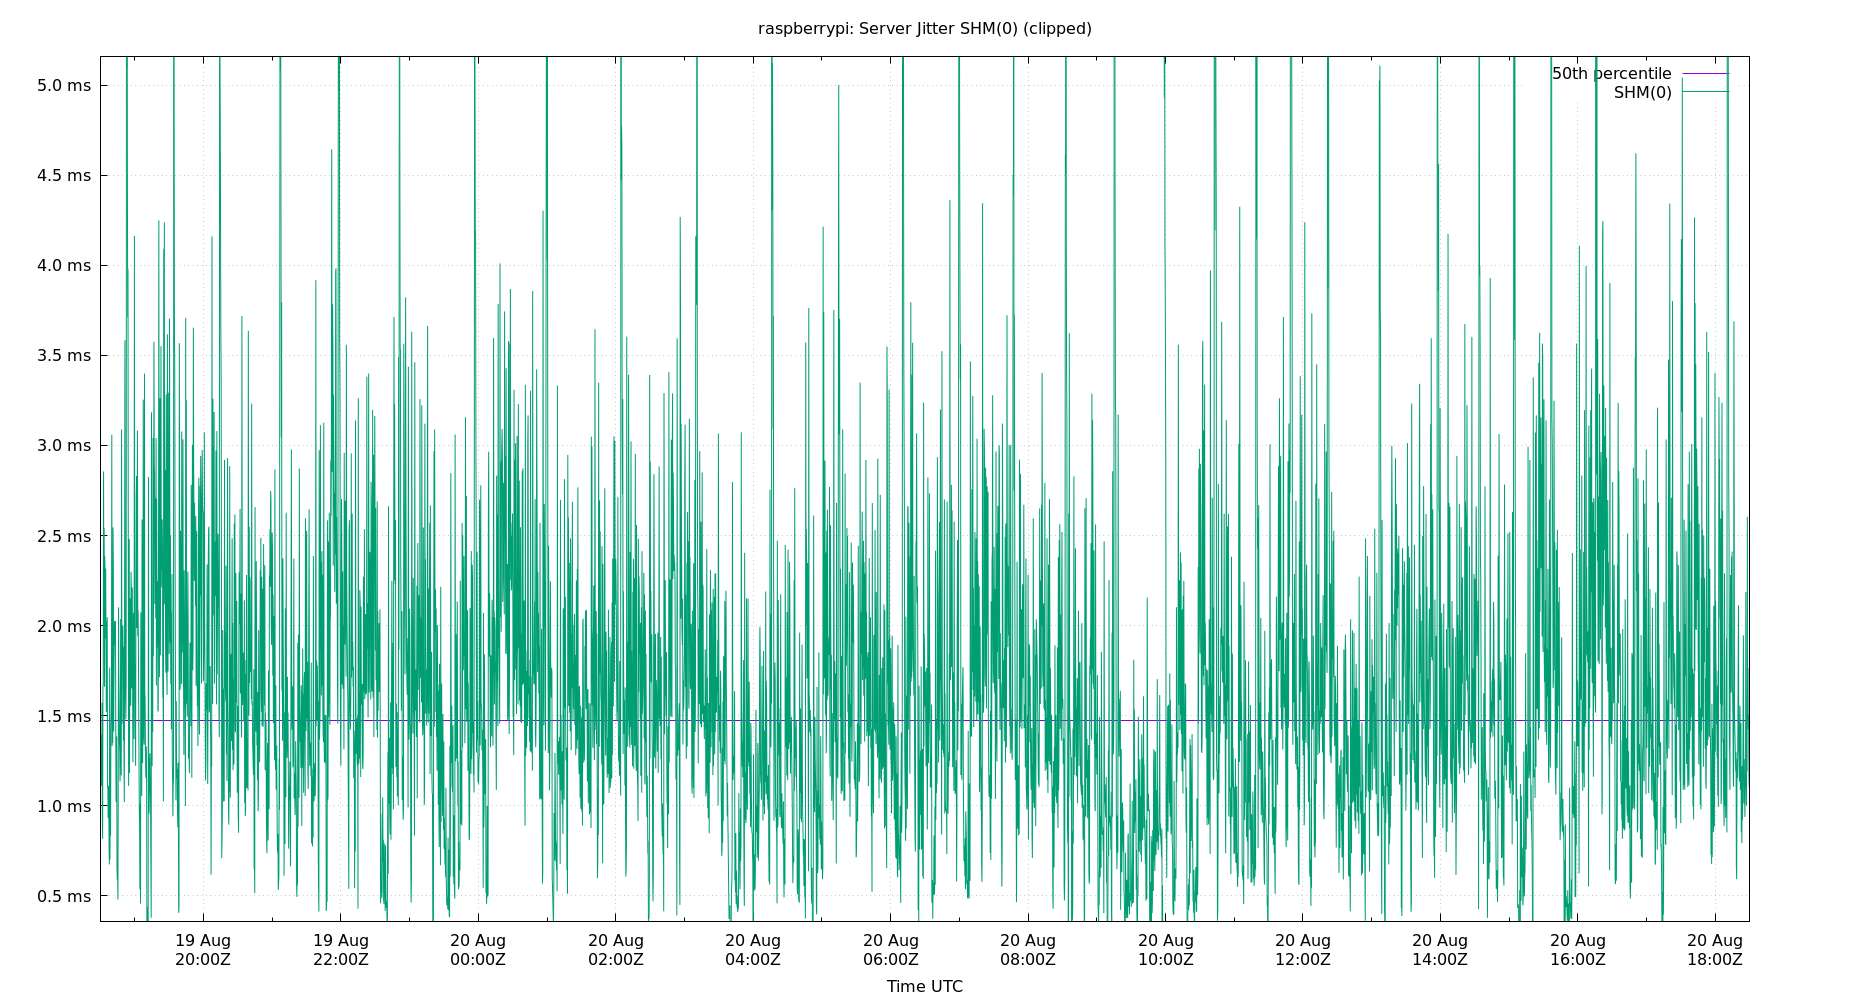 raspberrypi: Server Jitter SHM(0) (clipped)
50th percentile
SHM(0)
5.0 ms
4.5 ms
4.0 ms
3.5 ms
3.0 ms
2.5 ms
2.0 ms
1.5 ms
1.0 ms
0.5 ms
19 Aug 19 Aug 20 Aug 20 Aug 20 Aug 20 Aug 20 Aug 20 Aug 20 Aug 20 Aug 20 Aug 20 Aug
20:00Z 22:00Z 00:00Z 02:00Z 04:00Z 06:00Z 08:00Z 10:00Z 12:00Z 14:00Z 16:00Z 18:00Z
Time UTC